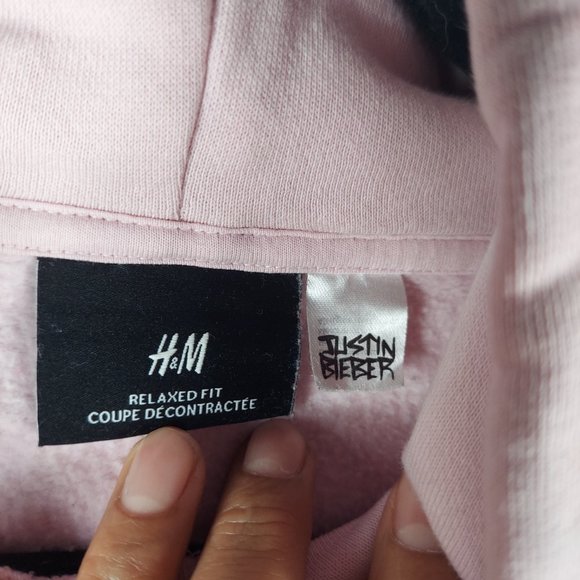 H&M
RELAXED FIT
COUPE DÉCONTRACTÉE
JUSTIN
BIEBER